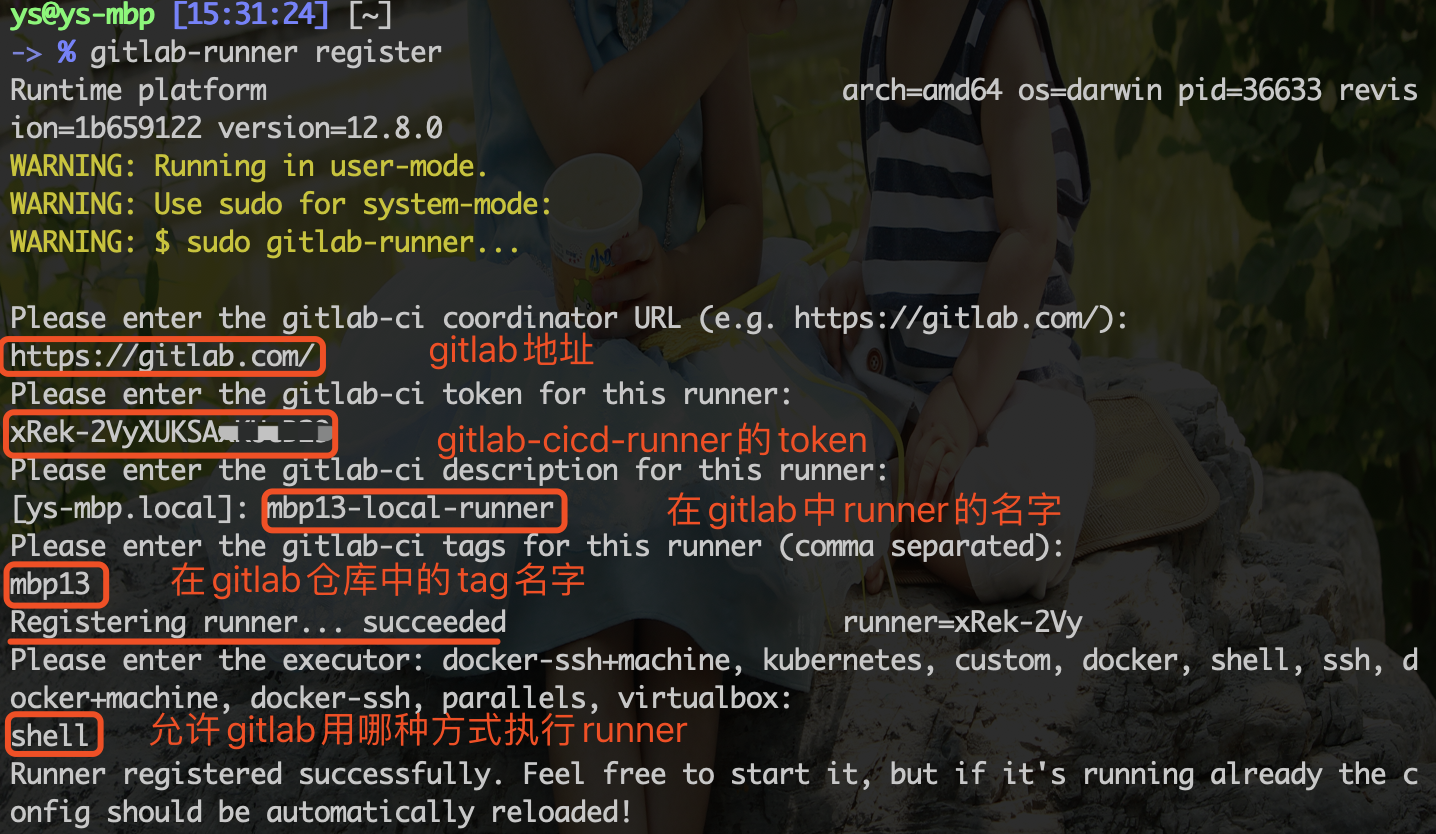 ys@ys-mbp [15:31:24] [~]
-> % gitlab-runner register
Runtime platform arch=amd64 os=darwin pid=36633 revis
ion=1b659122 version=12.8.0
WARNING: Running in user-mode.
WARNING: Use sudo for system-mode:
WARNING: $ sudo gitlab-runner...
Please enter the gitlab-ci coordinator URL (e.g. https://gitlab.com/):
https://gitlab.com/ gitlab地址
Please enter the gitlab-ci token for this runner:
xRek-2VyXUKSA gitlab-cicd-runner的token
Please enter the gitlab-ci description for this runner:
[ys-mbp.local]: mbp13-local-runner 在gitlab中runner的名字
Please enter the gitlab-ci tags for this runner (comma separated):
mbp13 在gitlab仓库中的tag名字
Registering runner... succeeded runner=xRek-2Vy
Please enter the executor: docker-ssh+machine, kubernetes, custom, docker, shell, ssh, d
ocker+machine, docker-ssh, parallels, virtualbox:
shell 允许gitlab用哪种方式执行runner
Runner registered successfully. Feel free to start it, but if it's running already the c
onfig should be automatically reloaded!